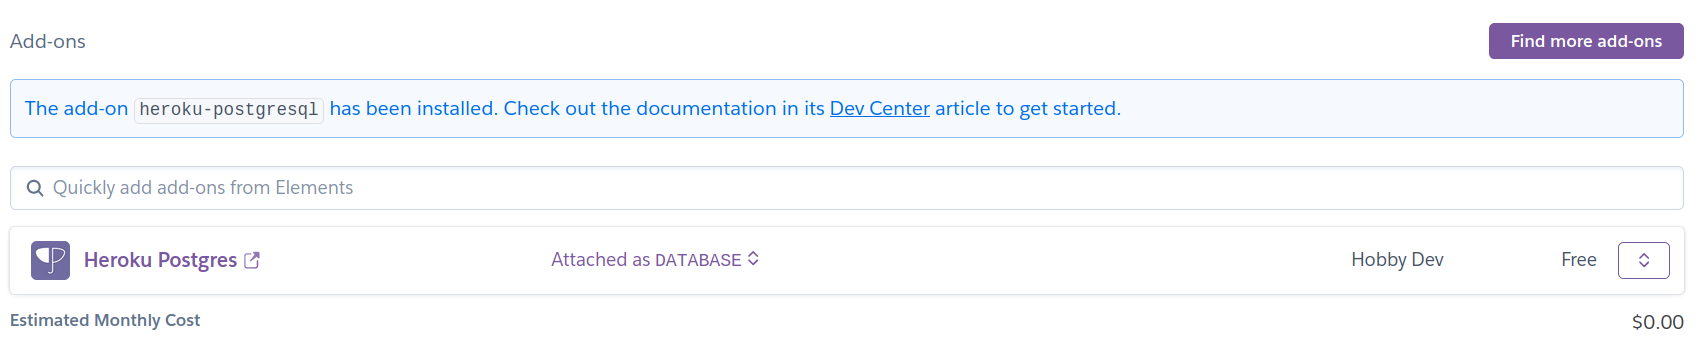 Add-ons
Find more add-ons
The add-on heroku-postgresql has been installed. Check out the documentation in its Dev Center article to get started.
Quickly add add-ons from Elements
Heroku Postgres Attached as DATABASE Hobby Dev Free
Estimated Monthly Cost $0.00